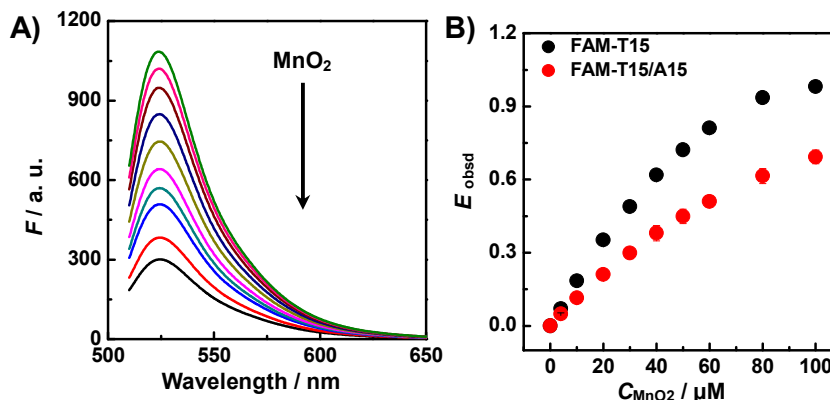 A)
1200
900
600
300
0
F / a. u.
MnO₂
500
550
600
650
Wavelength / nm
B)
1.2
0.9
0.6
0.3
0.0
E obsd
FAM-T15
FAM-T15/A15
0
20
40
60
80
100
C_MnO2 / µM